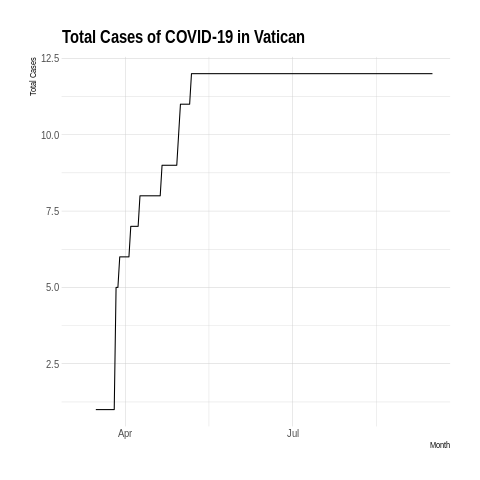 Total Cases of COVID-19 in Vatican
Total Cases
12.5
10.0
7.5
5.0
2.5
Apr
Jul
Month